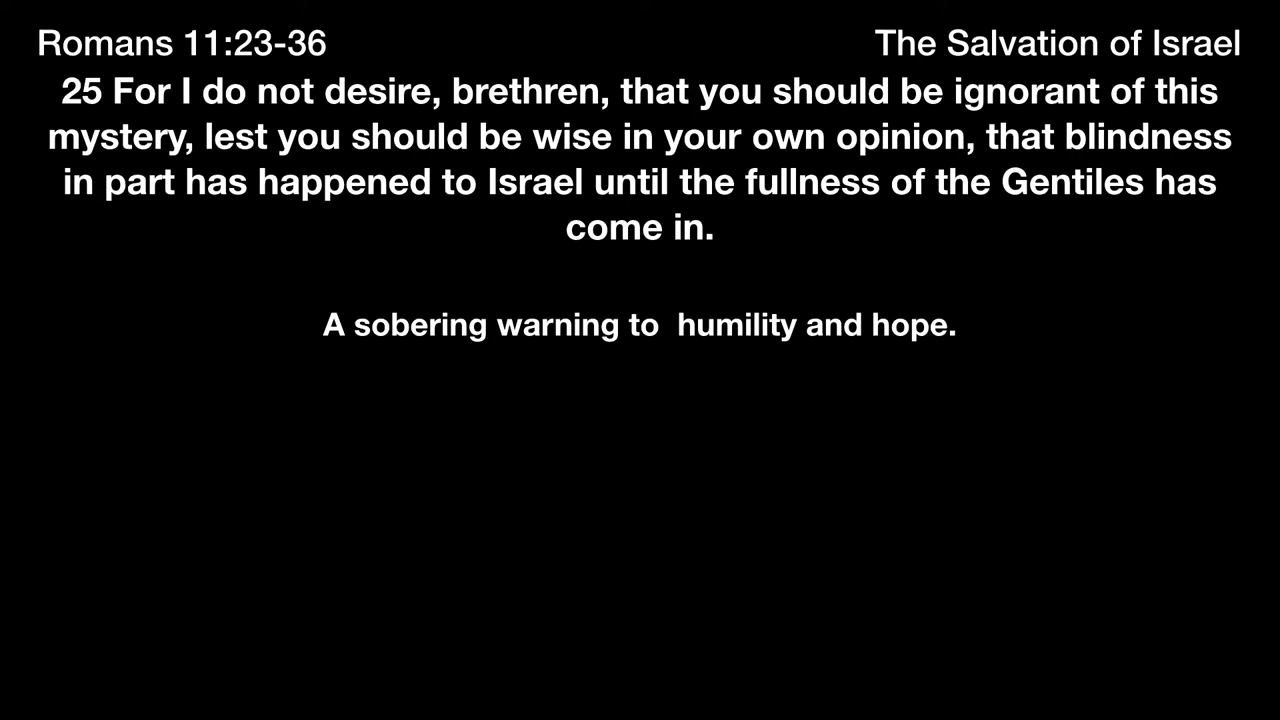 Romans 11:23-36 The Salvation of Israel
25 For I do not desire, brethren, that you should be ignorant of this
mystery, lest you should be wise in your own opinion, that blindness
in part has happened to Israel until the fullness of the Gentiles has
come in.
A sobering warning to  humility and hope.